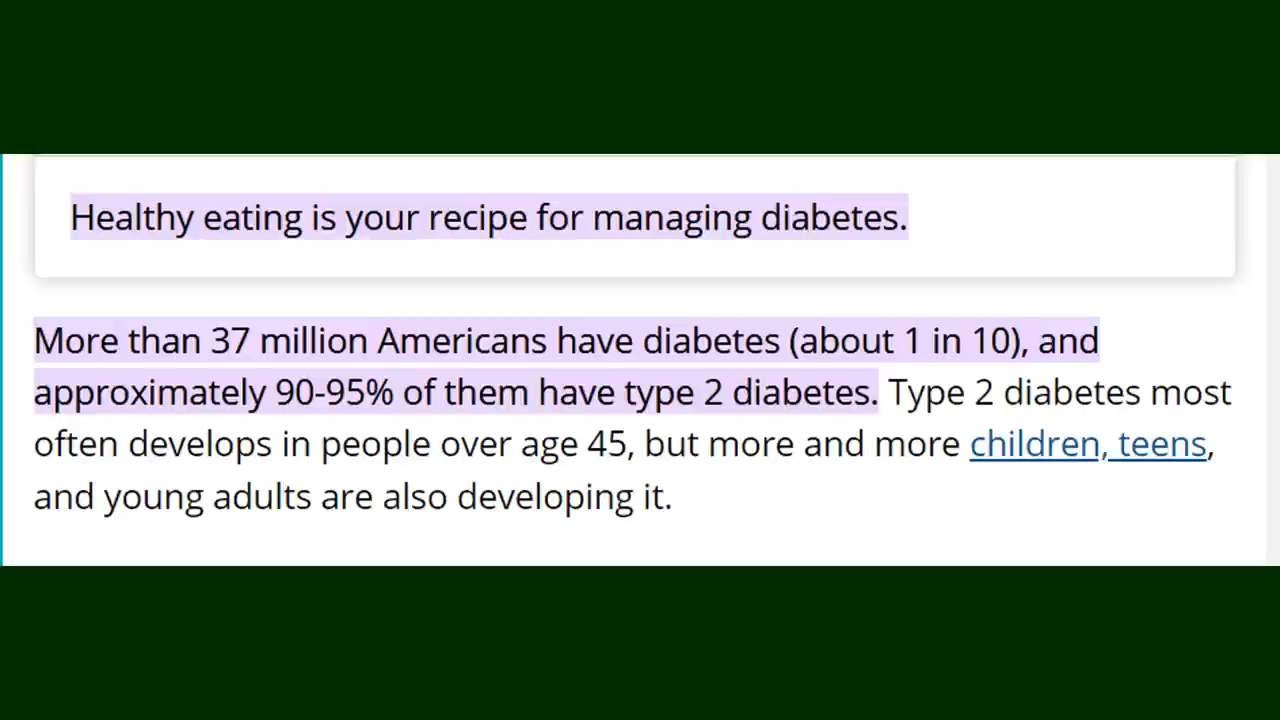 Healthy eating is your recipe for managing diabetes.
More than 37 million Americans have diabetes (about 1 in 10), and
approximately 90-95% of them have type 2 diabetes. Type 2 diabetes most
often develops in people over age 45, but more and more children, teens,
and young adults are also developing it.